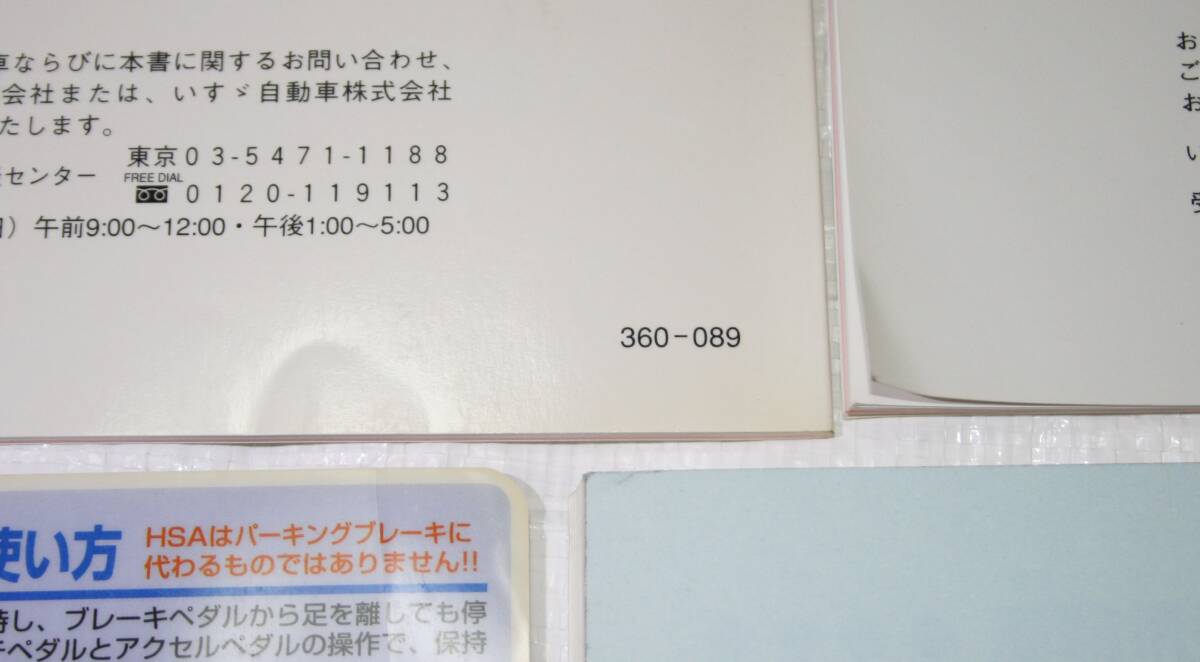 車ならびに本書に関するお問い合わせ、
会社または、いすゞ自動車株式会社
たします。
東京03-5471-1188
センター
FREE DIAL
0120-119113
）午前9:00〜12:00・午後1:00〜5:00
360-089
お
ご
お
い
受
使い方
HSAはパーキングブレーキに
代わるものではありません!!
持し、ブレーキペダルから足を離しても停
キペダルとアクセルペダルの操作で、保持